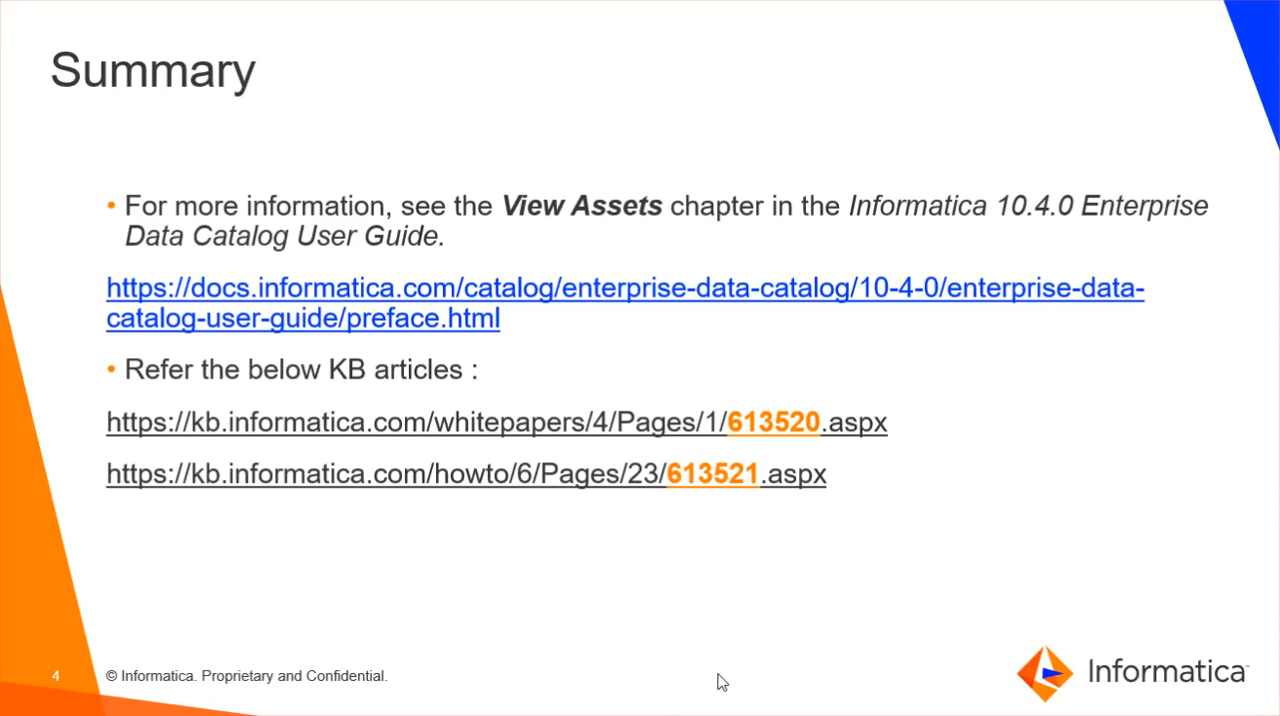 Summary
• For more information, see the View Assets chapter in the Informatica 10.4.0 Enterprise
Data Catalog User Guide.
https://docs.informatica.com/catalog/enterprise-data-catalog/10-4-0/enterprise-data-
catalog-user-guide/preface.html
• Refer the below KB articles :
https://kb.informatica.com/whitepapers/4/Pages/1/613520.aspx
https://kb.informatica.com/howto/6/Pages/23/613521.aspx
4 © Informatica. Proprietary and Confidential.
Informatica™